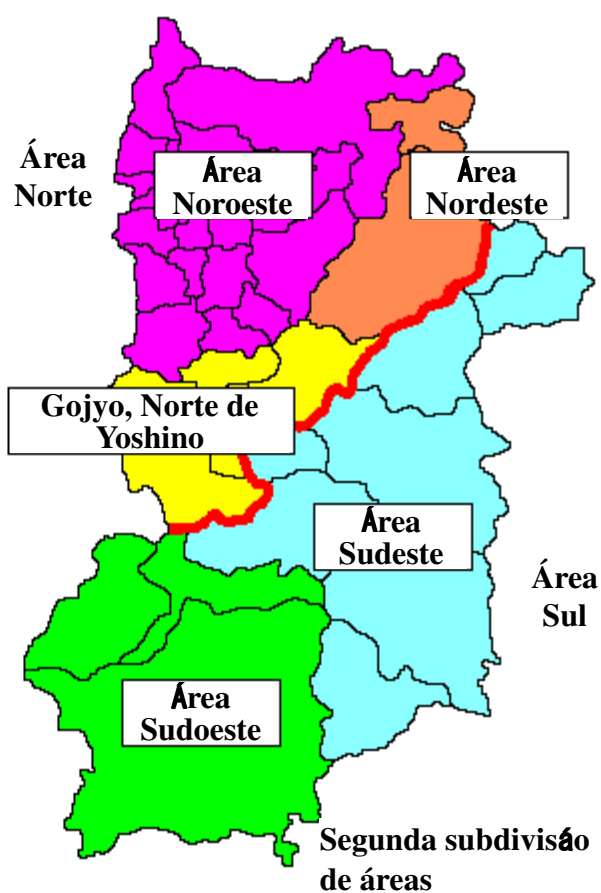 Área
Norte
Área
Noroeste
Área
Nordeste
Gojyo, Norte de
Yoshino
Área
Sudeste
Área
Sul
Área
Sudoeste
Segunda subdivisáo
de áreas